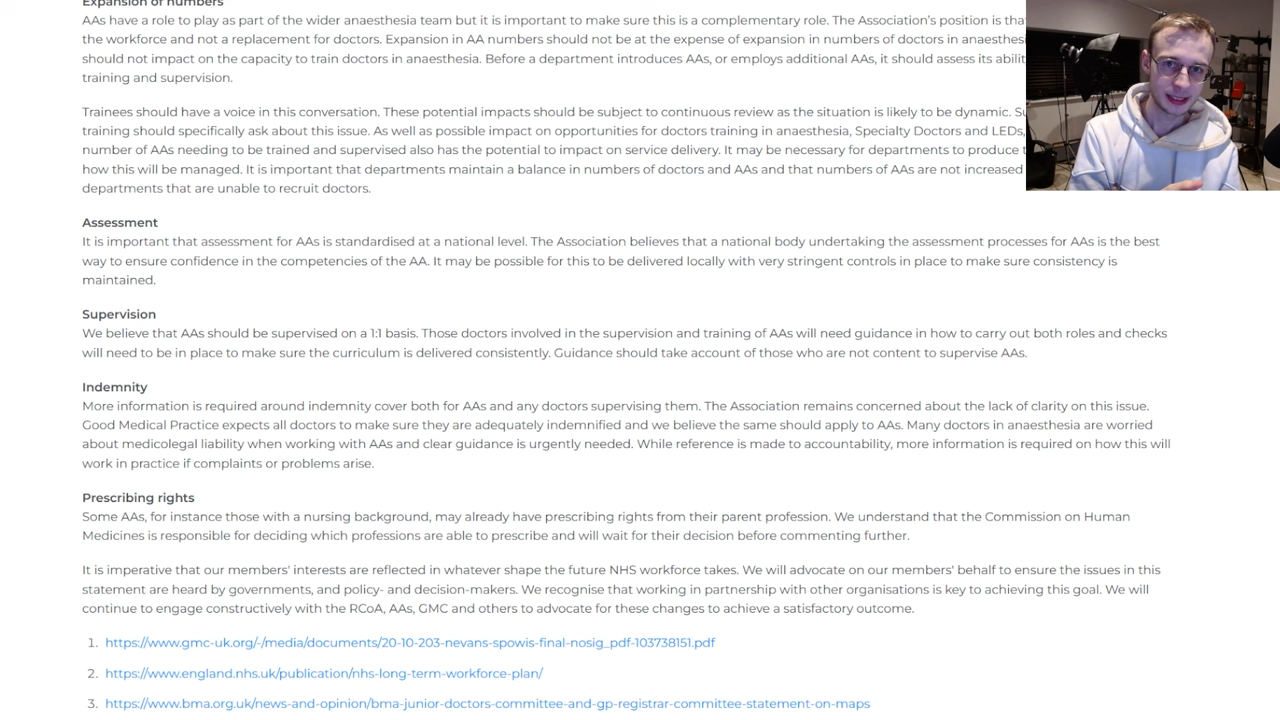 Expansion of numbers
AAs have a role to play as part of the wider anaesthesia team but it is important to make sure this is a complementary role. The Association's position is
the workforce and not a replacement for doctors. Expansion in AA numbers should not be at the expense of expansion in numbers of doctors in
should not impact on the capacity to train doctors in anaesthesia. Before a department introduces AAs, or employs additional AAs, it should assess its
training and supervision.
Trainees should have a voice in this conversation. These potential impacts should be subject to continuous review as the situation is likely to be dynamic.
training should specifically ask about this issue. As well as possible impact on opportunities for doctors training in anaesthesia, Specialty Doctors and LEDs,
number of AAs needing to be trained and supervised also has the potential to impact on service delivery. It may be necessary for departments to produce
how this will be managed. It is important that departments maintain a balance in numbers of doctors and AAs and that numbers of AAs are not increased
departments that are unable to recruit doctors.
Assessment
It is important that assessment for AAs is standardised at a national level. The Association believes that a national body undertaking the assessment processes for AAs is the best
way to ensure confidence in the competencies of the AA. It may be possible for this to be delivered locally with very stringent controls in place to make sure consistency is
maintained.
Supervision
We believe that AAs should be supervised on a 1:1 basis. Those doctors involved in the supervision and training of AAs will need guidance in how to carry out both roles and checks
will need to be in place to make sure the curriculum is delivered consistently. Guidance should take account of those who are not content to supervise AAs.
Indemnity
More information is required around indemnity cover both for AAs and any doctors supervising them. The Association remains concerned about the lack of clarity on this issue.
Good Medical Practice expects all doctors to make sure they are adequately indemnified and we believe the same should apply to AAs. Many doctors in anaesthesia are worried
about medicolegal liability when working with AAs and clear guidance is urgently needed. While reference is made to accountability, more information is required on how this will
work in practice if complaints or problems arise.
Prescribing rights
Some AAs, for instance those with a nursing background, may already have prescribing rights from their parent profession. We understand that the Commission on Human
Medicines is responsible for deciding which professions are able to prescribe and will wait for their decision before commenting further.
It is imperative that our members' interests are reflected in whatever shape the future NHS workforce takes. We will advocate on our members' behalf to ensure the issues in this
statement are heard by governments, and policy- and decision-makers. We recognise that working in partnership with other organisations is key to achieving this goal. We will
continue to engage constructively with the RCoA, AAs, GMC and others to advocate for these changes to achieve a satisfactory outcome.
1. https://www.gmc-uk.org/-/media/documents/20-10-203-nevans-spowis-final-nosig_pdf-103738151.pdf
2. https://www.england.nhs.uk/publication/nhs-long-term-workforce-plan/
3. https://www.bma.org.uk/news-and-opinion/bma-junior-doctors-committee-and-gp-registrar-committee-statement-on-maps